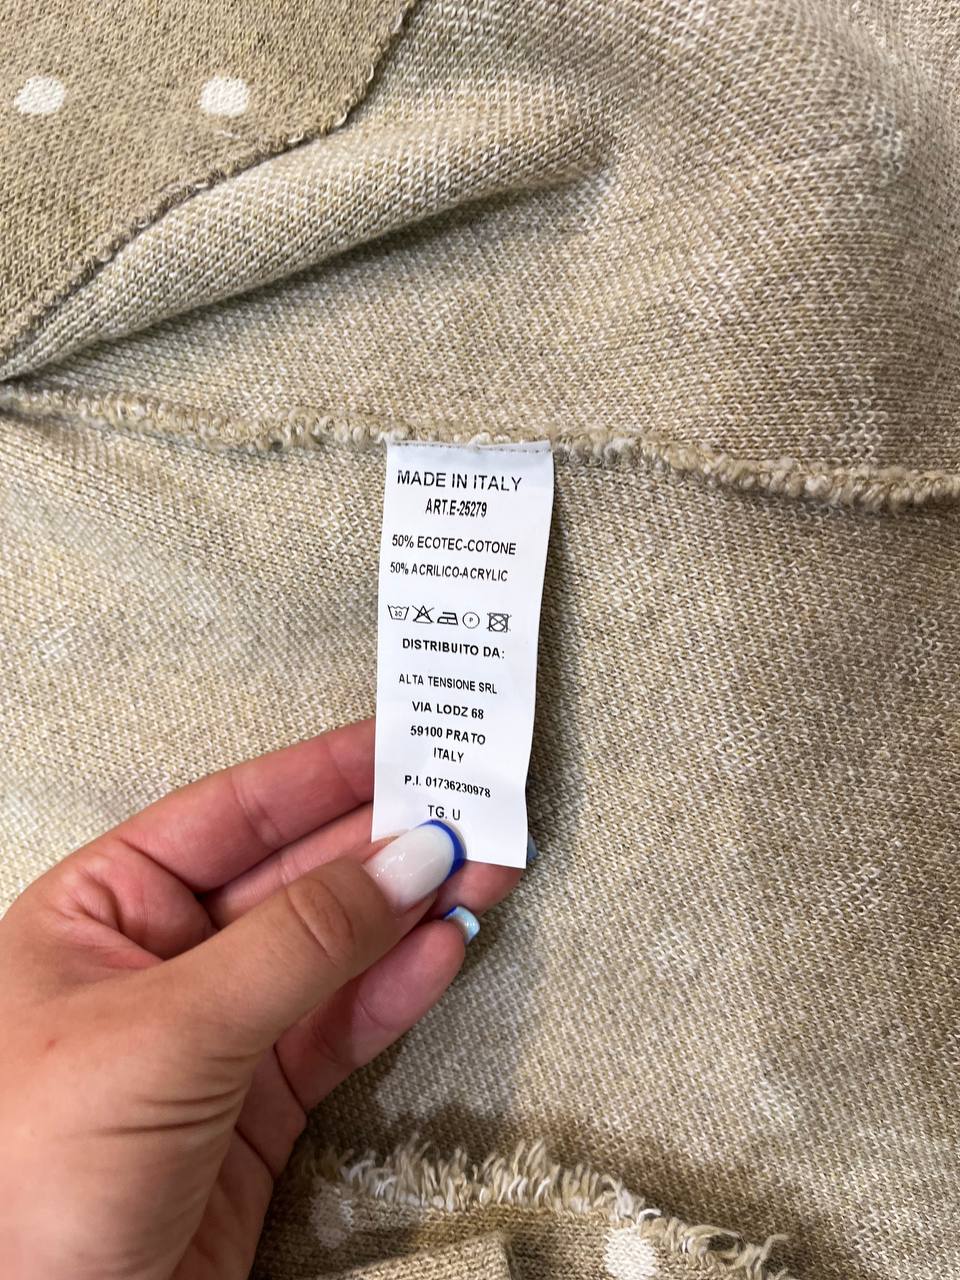 MADE IN ITALY
ART.E-25279
50% ECOTEC-COTONE
50% ACRILICO-ACRYLIC
30 P
DISTRIBUITO DA:
ALTA TENSIONE SRL
VIA LODZ 68
59100 PRATO
ITALY
P.I. 01736230978
TG. U